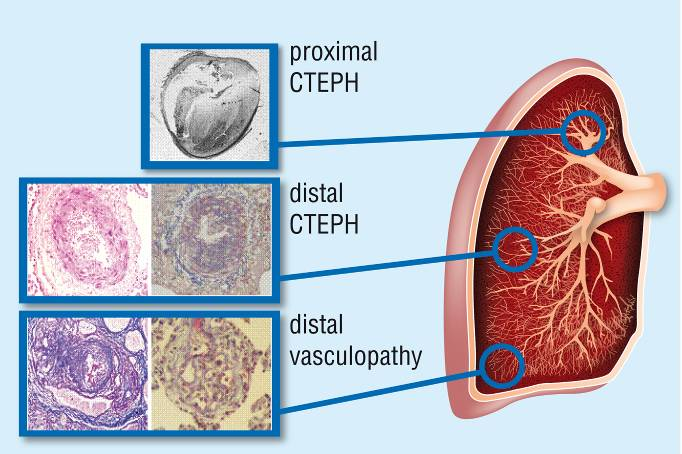 proximal
CTEPH
distal
CTEPH
distal
vasculopathy